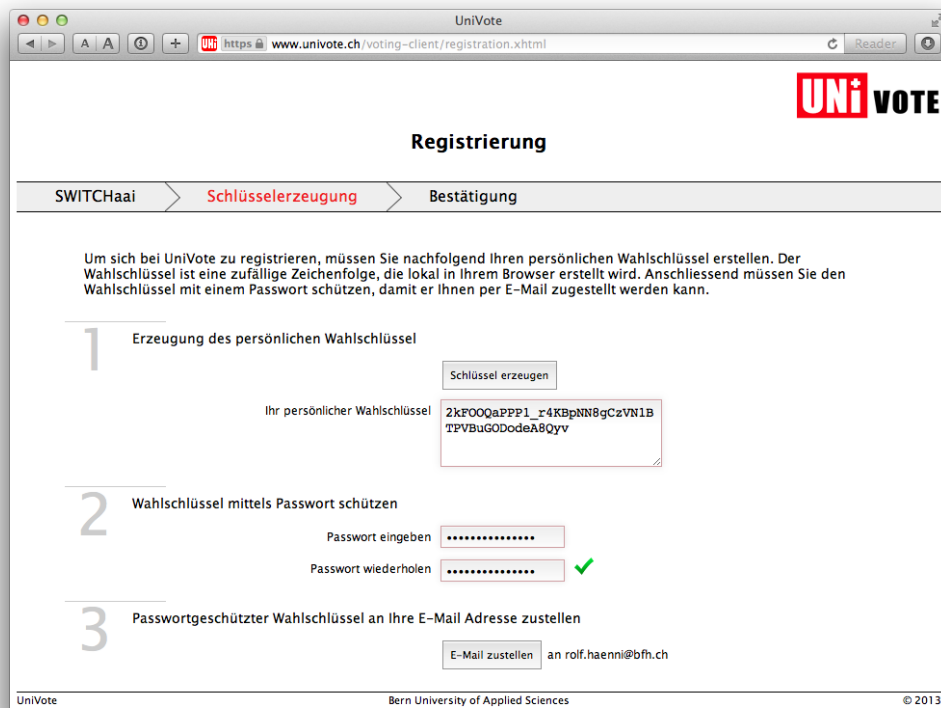 UniVote
A A
UNi https www.univote.ch/voting-client/registration.xhtml
Reader
UNi VOTE
Registrierung
SWITCHaai
Schlüsselerzeugung
Bestätigung
Um sich bei UniVote zu registrieren, müssen Sie nachfolgend Ihren persönlichen Wahlschlüssel erstellen. Der
Wahlschlüssel ist eine zufällige Zeichenfolge, die lokal in Ihrem Browser erstellt wird. Anschliessend müssen Sie den
Wahlschlüssel mit einem Passwort schützen, damit er Ihnen per E-Mail zugestellt werden kann.
1 Erzeugung des persönlichen Wahlschlüssel
Schlüssel erzeugen
Ihr persönlicher Wahlschlüssel
2kFOOQaPPPl_r4KBpNN8gCzVN1B
TPVBuGODodeA8Qyv
2 Wahlschlüssel mittels Passwort schützen
Passwort eingeben •••••••••••••••
Passwort wiederholen •••••••••••••••
3 Passwortgeschützter Wahlschlüssel an Ihre E-Mail Adresse zustellen
E-Mail zustellen an rolf.haenni@bfh.ch
UniVote
Bern University of Applied Sciences
© 2013